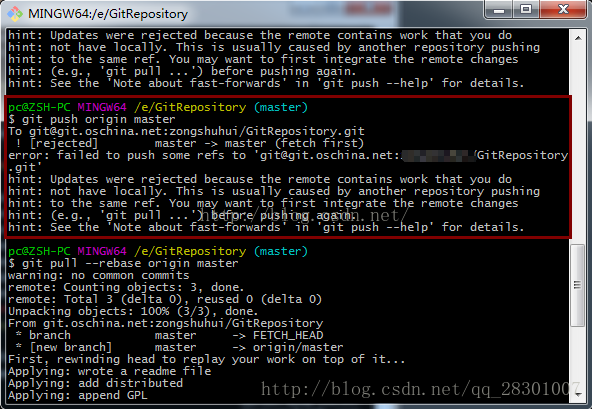 MINGW64:/e/GitRepository
hint: Updates were rejected because the remote contains work that you do
hint: not have locally. This is usually caused by another repository pushing
hint: to the same ref. You may want to first integrate the remote changes
hint: (e.g., 'git pull ...') before pushing again.
hint: See the 'Note about fast-forwards' in 'git push --help' for details.
pc@ZSH-PC MINGW64 /e/GitRepository (master)
$ git push origin master
To git@git.oschina.net:zongshuhui/GitRepository.git
 ! [rejected]        master -> master (fetch first)
error: failed to push some refs to 'git@git.oschina.net: /GitRepository
.git'
hint: Updates were rejected because the remote contains work that you do
hint: not have locally. This is usually caused by another repository pushing
hint: to the same ref. You may want to first integrate the remote changes
hint: (e.g., 'git pull ...') before pushing again.
http://blog.csdn.net/
hint: See the 'Note about fast-forwards' in 'git push --help' for details.
pc@ZSH-PC MINGW64 /e/GitRepository (master)
$ git pull --rebase origin master
warning: no common commits
remote: Counting objects: 3, done.
remote: Total 3 (delta 0), reused 0 (delta 0)
Unpacking objects: 100% (3/3), done.
From git.oschina.net:zongshuhui/GitRepository
 * branch            master     -> FETCH_HEAD
 * [new branch]      master     -> origin/master
First, rewinding head to replay your work on top of it...
Applying: wrote a readme file
Applying: add distributed
Applying: append GPL
http://blog.csdn.net/qq_28301007